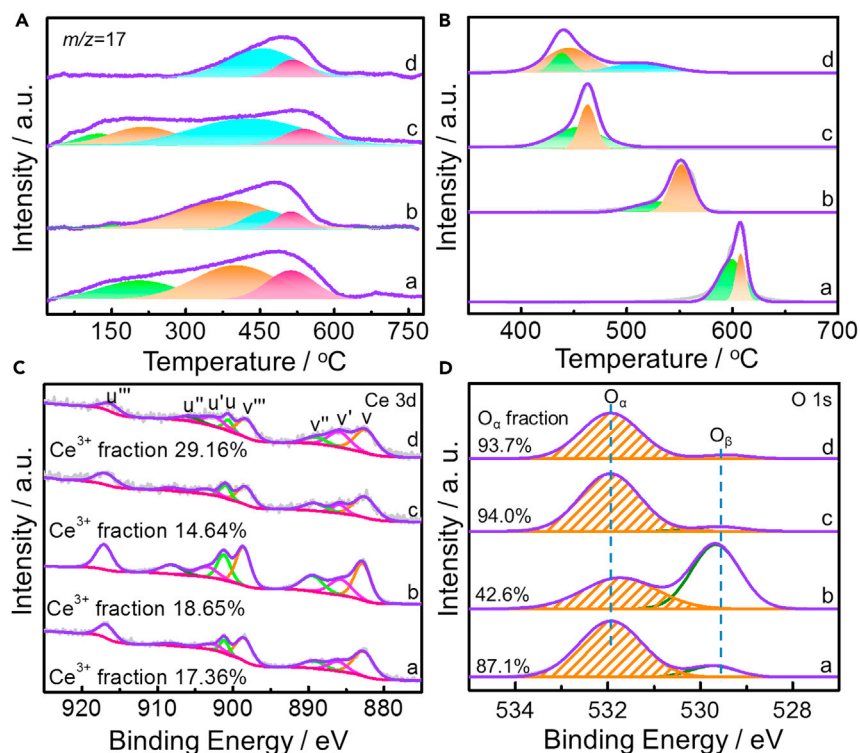 A
m/z=17
d
c
b
a
Intensity / a.u.
150 300 450 600 750
Temperature / °C
B
d
c
b
a
Intensity / a.u.
400 500 600 700
Temperature / °C
C
Ce 3d
u''' u'' u' u v''' v'' v' v
d
Ce³⁺ fraction 29.16%
c
Ce³⁺ fraction 14.64%
b
Ce³⁺ fraction 18.65%
a
Ce³⁺ fraction 17.36%
Intensity / a.u.
920 910 900 890 880
Binding Energy / eV
D
O 1s
Oα
Oα fraction
Oβ
93.7%
d
94.0%
c
42.6%
b
87.1%
a
Intensity / a. u.
534 532 530 528
Binding Energy / eV